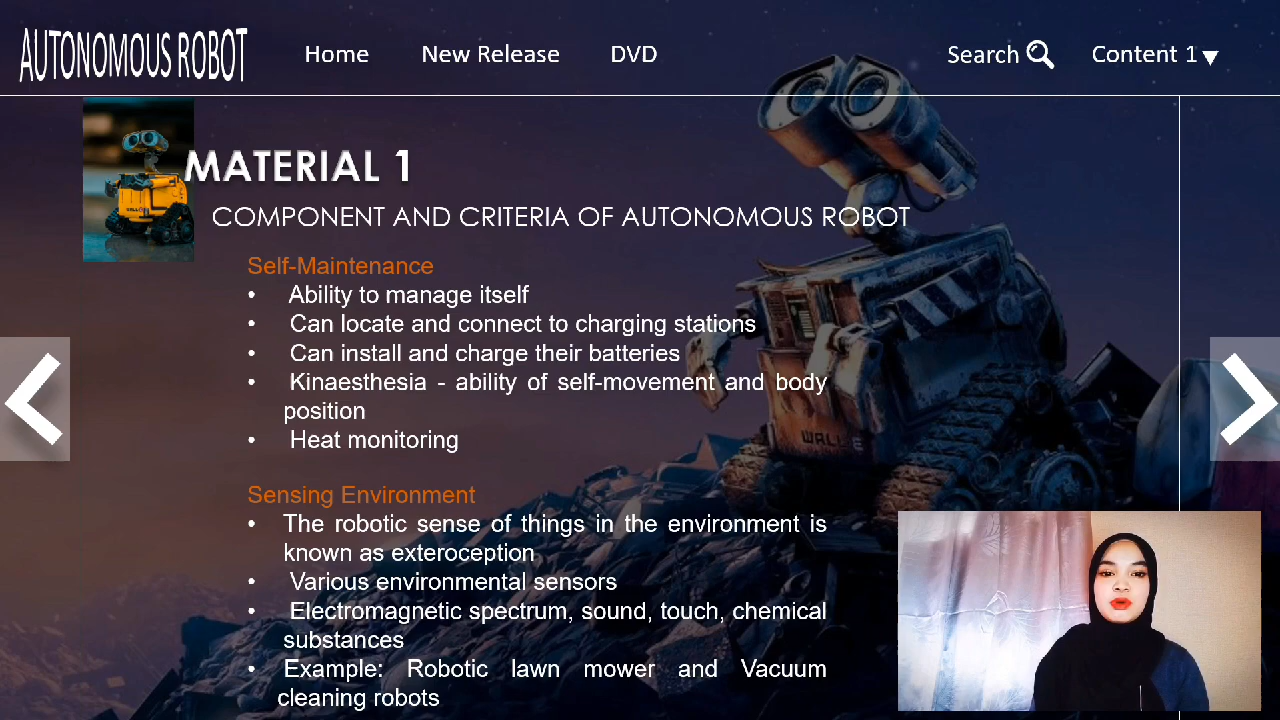 AUTONOMOUS ROBOT Home New Release DVD Search Content 1
MATERIAL 1
COMPONENT AND CRITERIA OF AUTONOMOUS ROBOT
Self-Maintenance
• Ability to manage itself
• Can locate and connect to charging stations
• Can install and charge their batteries
• Kinaesthesia - ability of self-movement and body
position
• Heat monitoring
WALL·E
Sensing Environment
• The robotic sense of things in the environment is
known as exteroception
• Various environmental sensors
• Electromagnetic spectrum, sound, touch, chemical
substances
• Example: Robotic lawn mower and Vacuum
cleaning robots